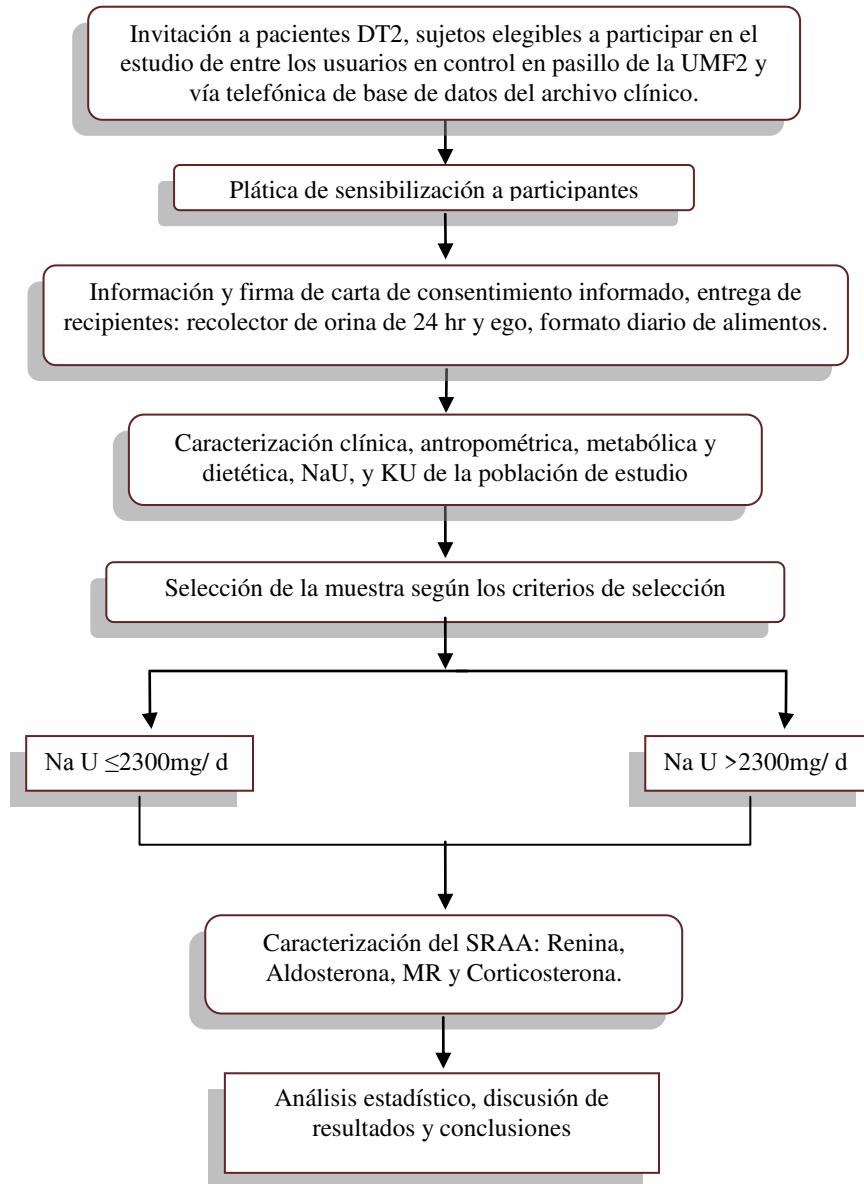 Invitación a pacientes DT2, sujetos elegibles a participar en el
estudio de entre los usuarios en control en pasillo de la UMF2 y
vía telefónica de base de datos del archivo clínico.
Plática de sensibilización a participantes
Información y firma de carta de consentimiento informado, entrega de
recipientes: recolector de orina de 24 hr y ego, formato diario de alimentos.
Caracterización clínica, antropométrica, metabólica y
dietética, NaU, y KU de la población de estudio
Selección de la muestra según los criterios de selección
Na U ≤2300mg/ d
Na U >2300mg/ d
Caracterización del SRAA: Renina,
Aldosterona, MR y Corticosterona.
Análisis estadístico, discusión de
resultados y conclusiones